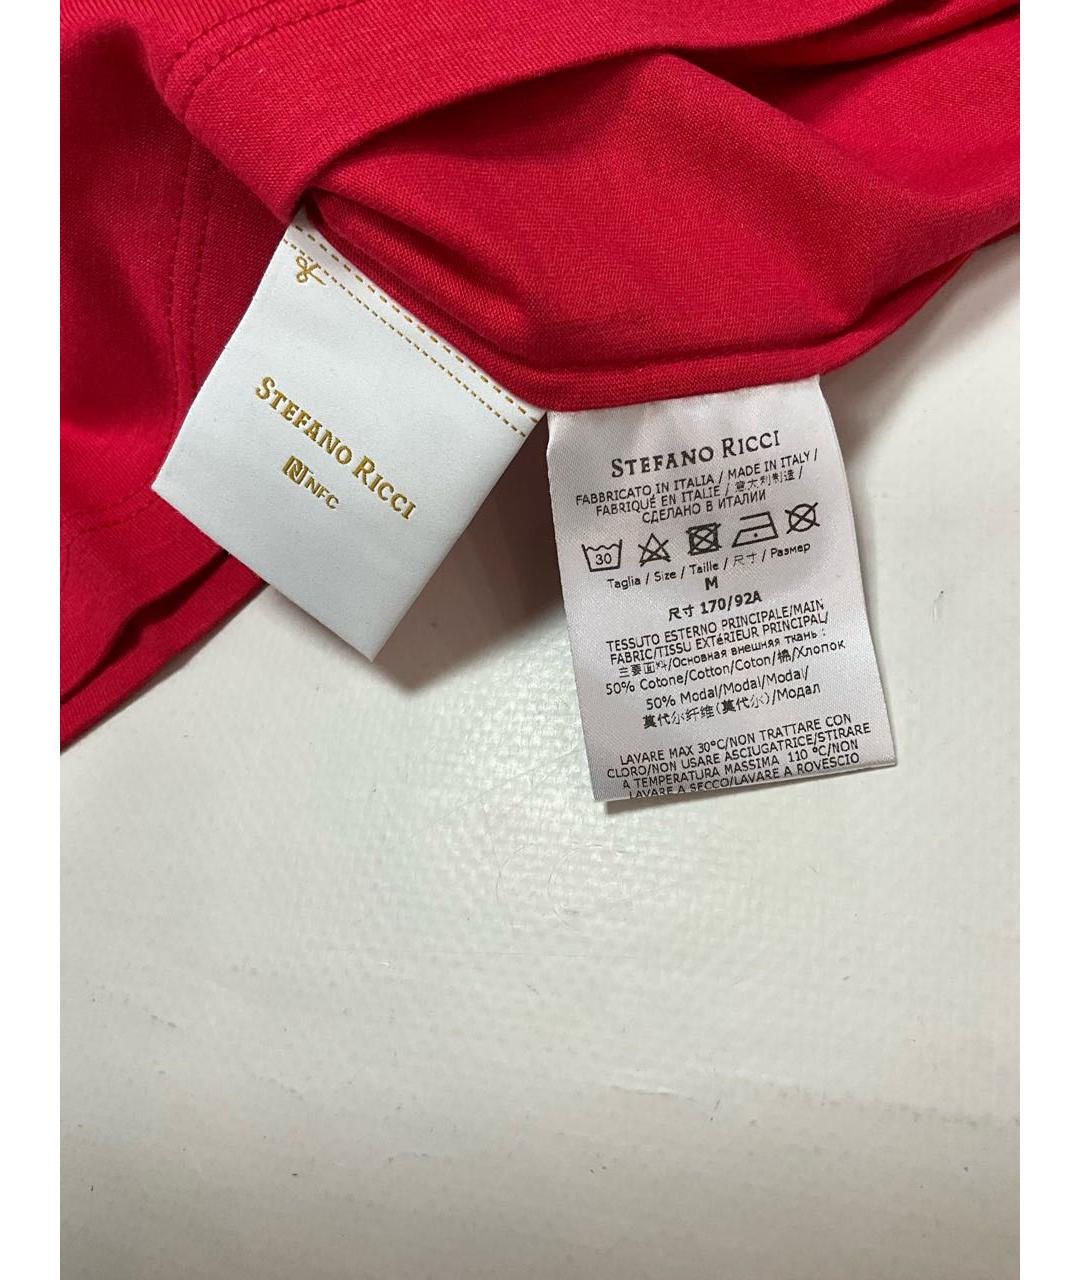 STEFANO RICCI
NFC
STEFANO RICCI
FABBRICATO IN ITALIA / MADE IN ITALY /
FABRIQUÉ EN ITALIE / 意大利制造 /
СДЕЛАНО В ИТАЛИИ
30
Taglia / Size / Taille / 尺寸 / Размер
M
尺寸 170/92A
TESSUTO ESTERNO PRINCIPALE/MAIN
FABRIC/TISSU EXTéRIEUR PRINCIPAL/
主要面料/Основная внешняя ткань :
50% Cotone/Cotton/Coton/棉/Хлопок
50% Modal/Modal/Modal/
莫代尔纤维(莫代尔)/Модал
LAVARE MAX 30°C/NON TRATTARE CON
CLORO/NON USARE ASCIUGATRICE/STIRARE
A TEMPERATURA MASSIMA 110 °C/NON
LAVARE A SECCO/LAVARE A ROVESCIO